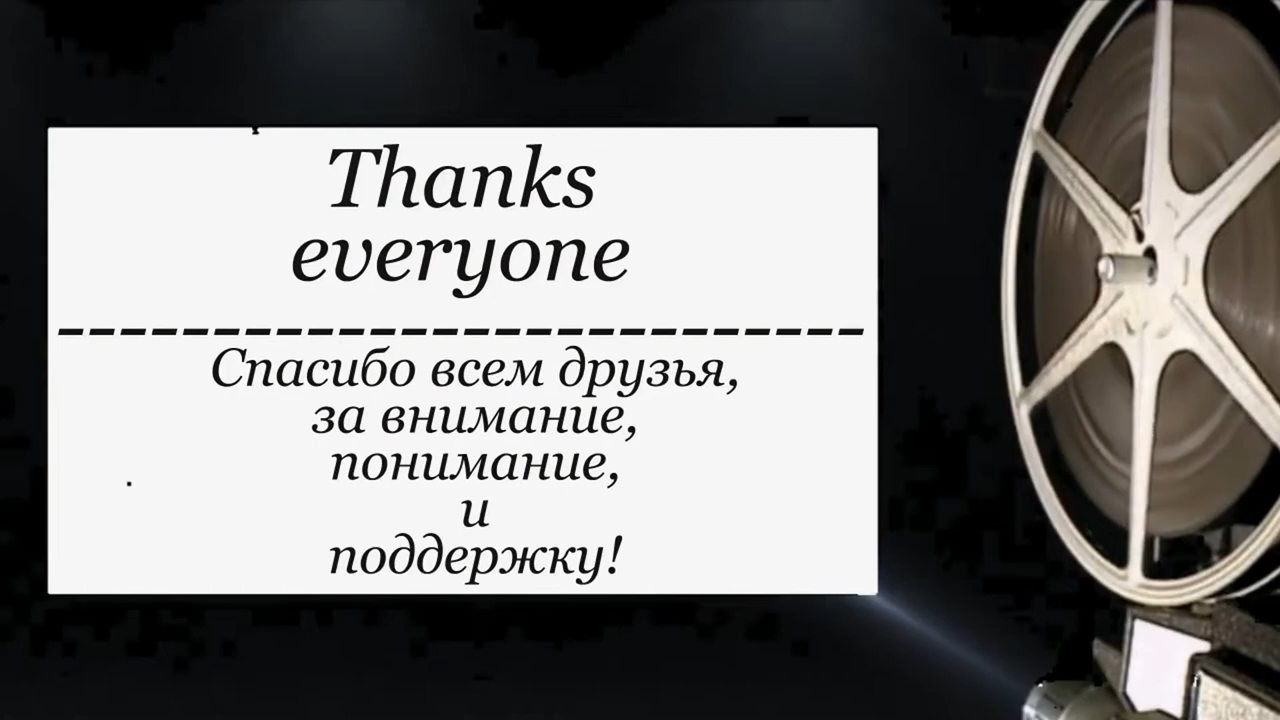 Thanks
everyone
---------------------------
Спасибо всем друзья,
за внимание,
понимание,
и
поддержку!